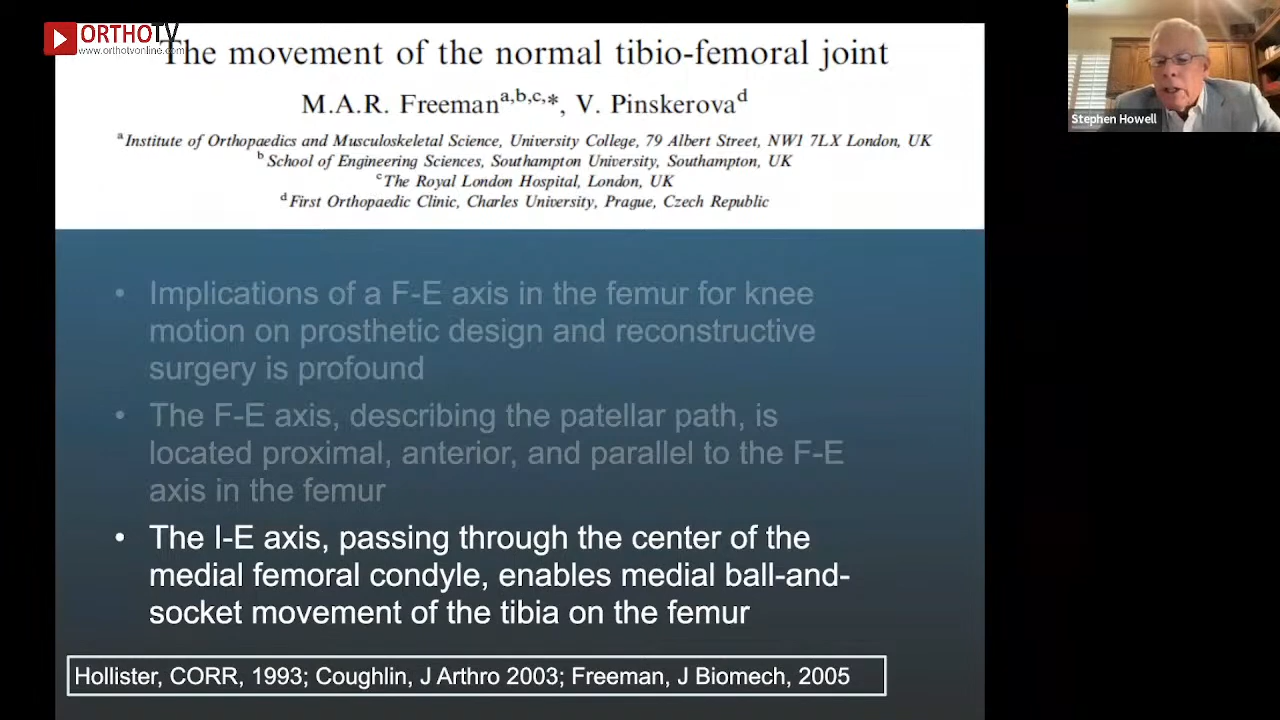 ORTHOTV
www.orthotvonline.com
The movement of the normal tibio-femoral joint
M.A.R. Freeman a,b,c,*, V. Pinskerova d
a Institute of Orthopaedics and Musculoskeletal Science, University College, 79 Albert Street, NW1 7LX London, UK
b School of Engineering Sciences, Southampton University, Southampton, UK
c The Royal London Hospital, London, UK
d First Orthopaedic Clinic, Charles University, Prague, Czech Republic
Stephen Howell
• Implications of a F-E axis in the femur for knee
motion on prosthetic design and reconstructive
surgery is profound
• The F-E axis, describing the patellar path, is
located proximal, anterior, and parallel to the F-E
axis in the femur
• The I-E axis, passing through the center of the
medial femoral condyle, enables medial ball-and-
socket movement of the tibia on the femur
Hollister, CORR, 1993; Coughlin, J Arthro 2003; Freeman, J Biomech, 2005